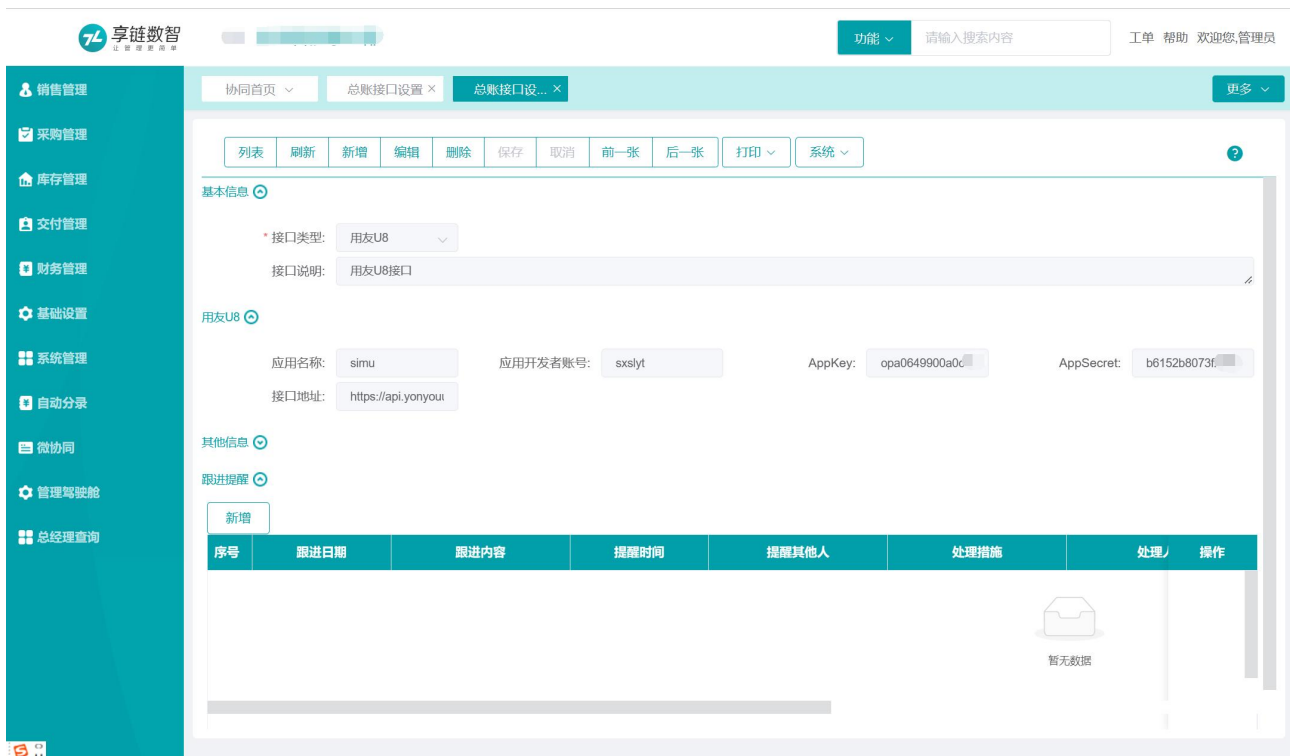 享链数智
让管理更简单
功能
请输入搜索内容
工单 帮助 欢迎您,管理员
销售管理
采购管理
库存管理
交付管理
财务管理
基础设置
系统管理
自动分录
微协同
管理驾驶舱
总经理查询
协同首页
总账接口设置 ×
总账接口设... ×
更多
列表 刷新 新增 编辑 删除 保存 取消 前一张 后一张 打印 系统
?
基本信息
* 接口类型: 用友U8
接口说明: 用友U8接口
用友U8
应用名称: simu 应用开发者账号: sxslyt AppKey: opa0649900a0c AppSecret: b6152b8073f
接口地址: https://api.yonyou
其他信息
跟进提醒
新增
序号 跟进日期 跟进内容 提醒时间 提醒其他人 处理措施 处理人 操作
暂无数据